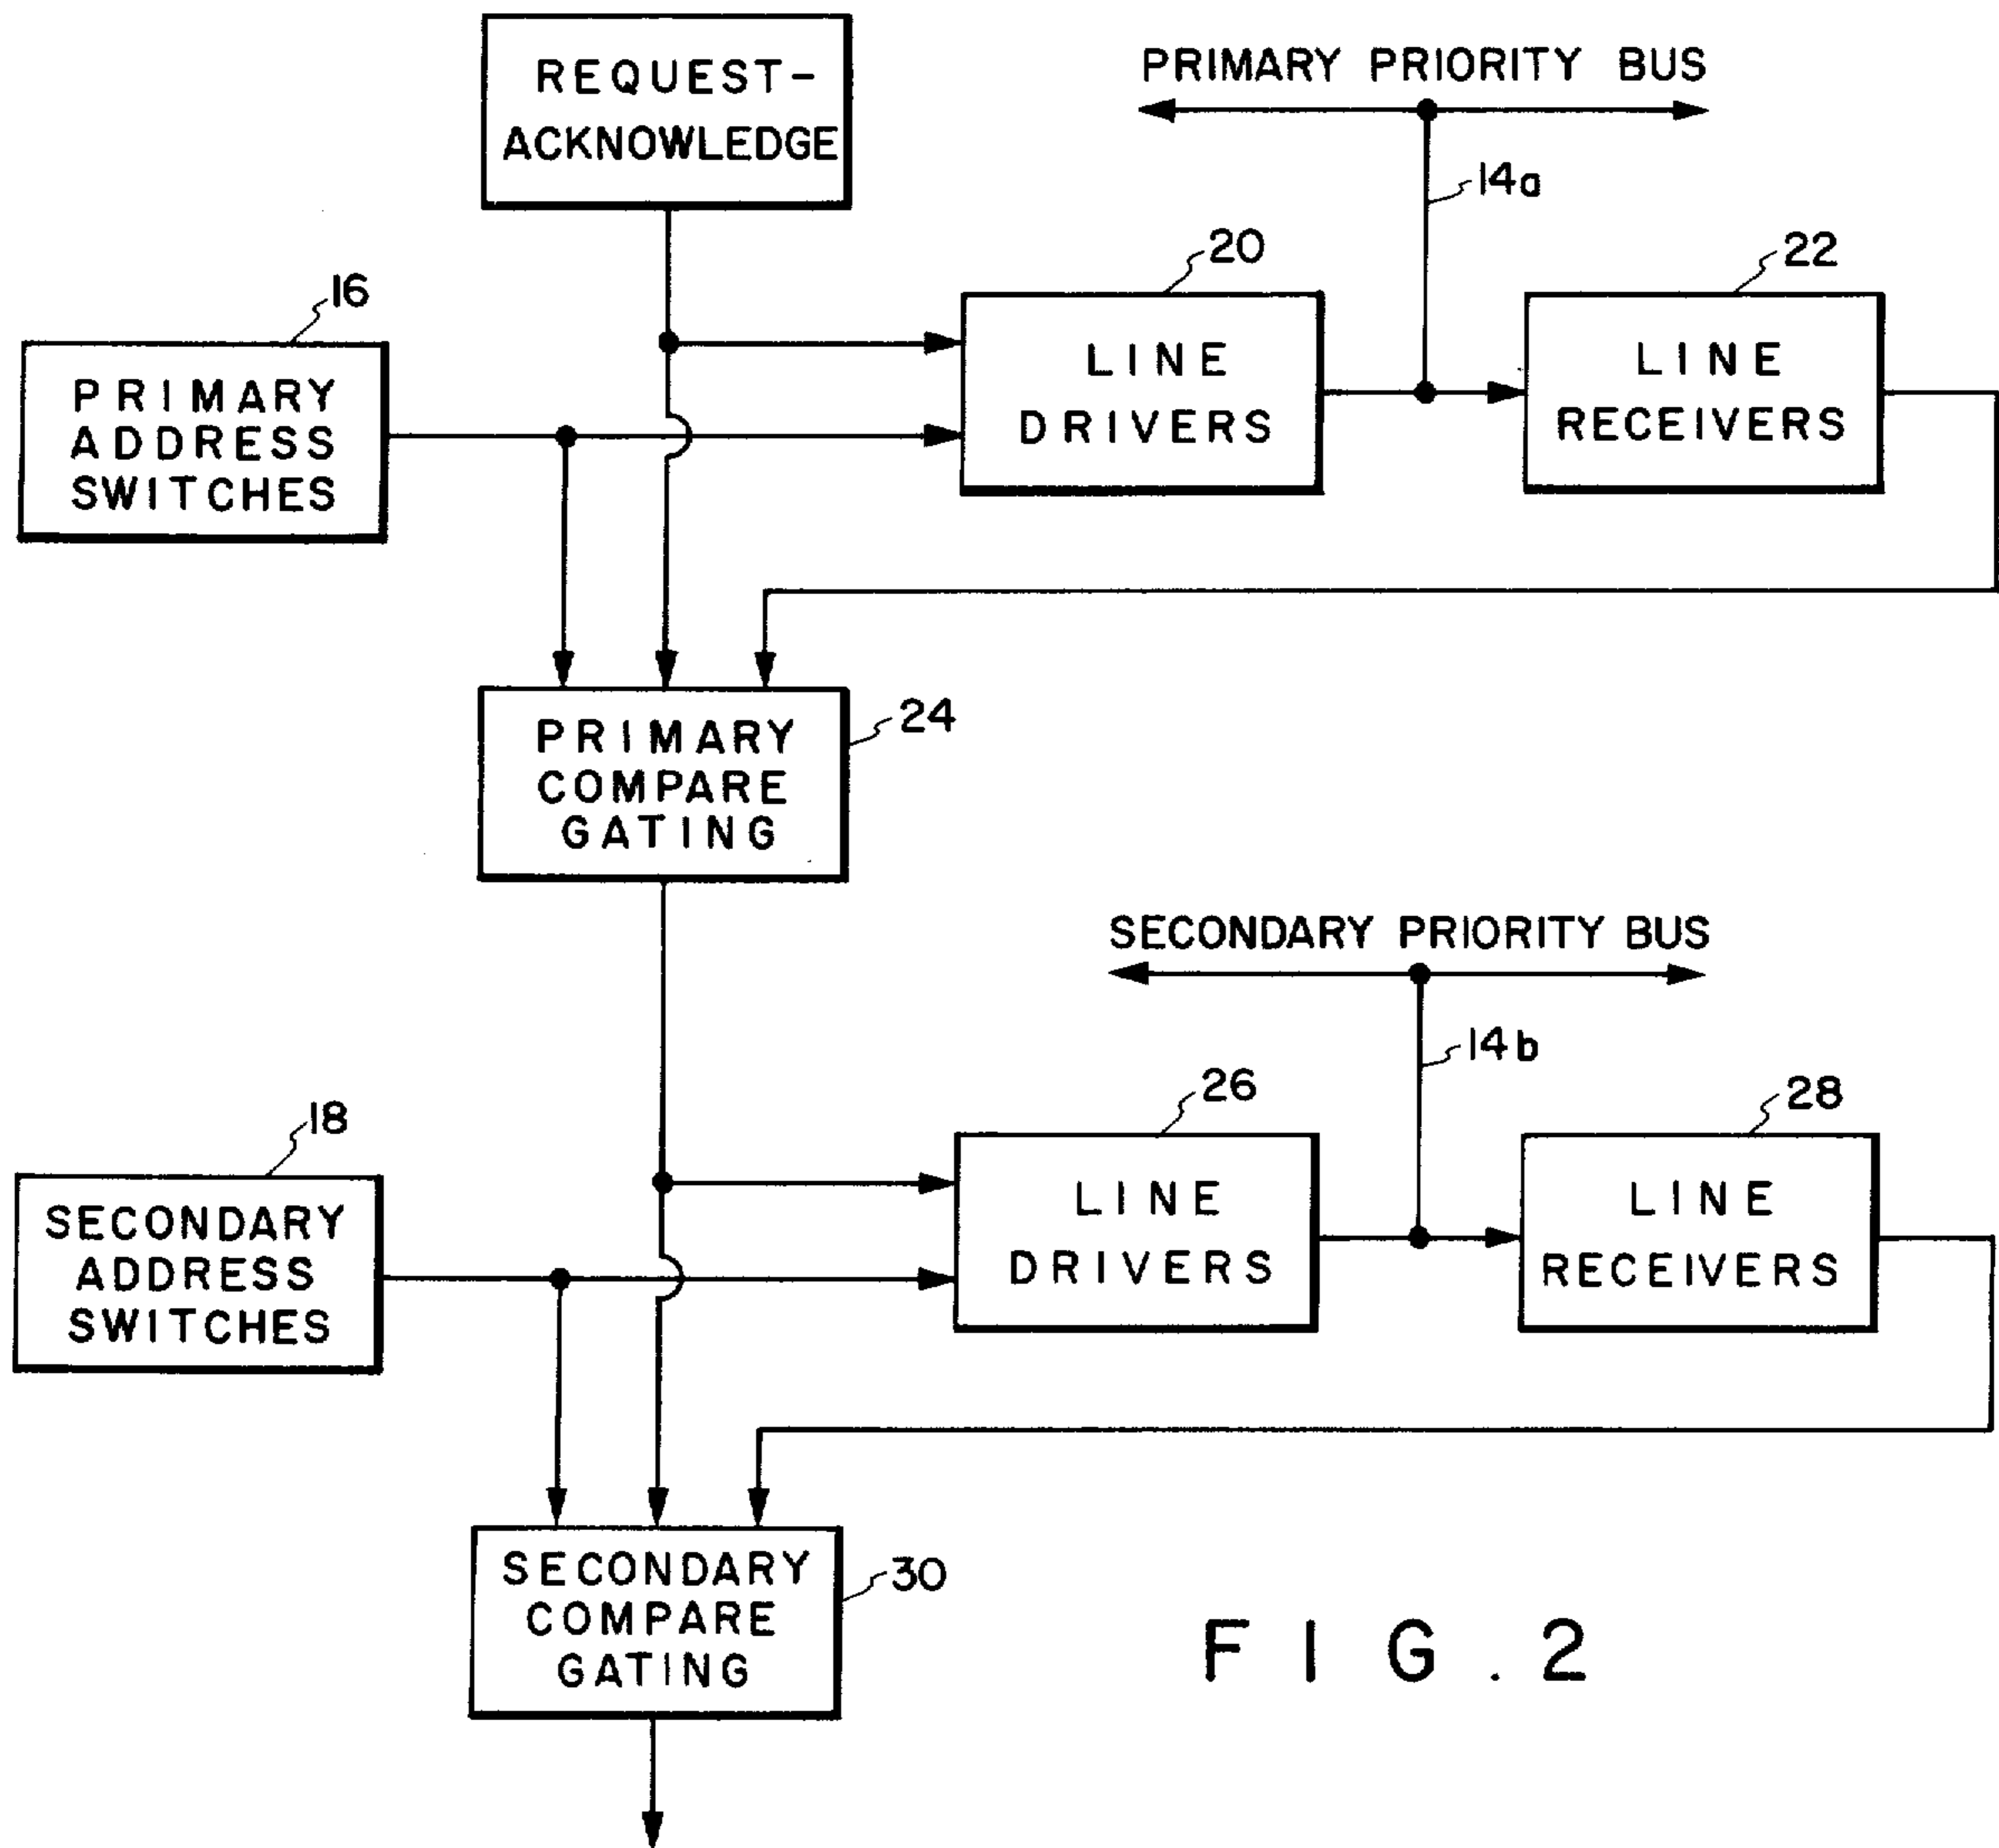 REQUEST-
ACKNOWLEDGE
PRIMARY PRIORITY BUS
14a
20
22
16
PRIMARY
ADDRESS
SWITCHES
LINE
DRIVERS
LINE
RECEIVERS
24
PRIMARY
COMPARE
GATING
SECONDARY PRIORITY BUS
14b
26
28
18
SECONDARY
ADDRESS
SWITCHES
LINE
DRIVERS
LINE
RECEIVERS
30
SECONDARY
COMPARE
GATING
FIG.2